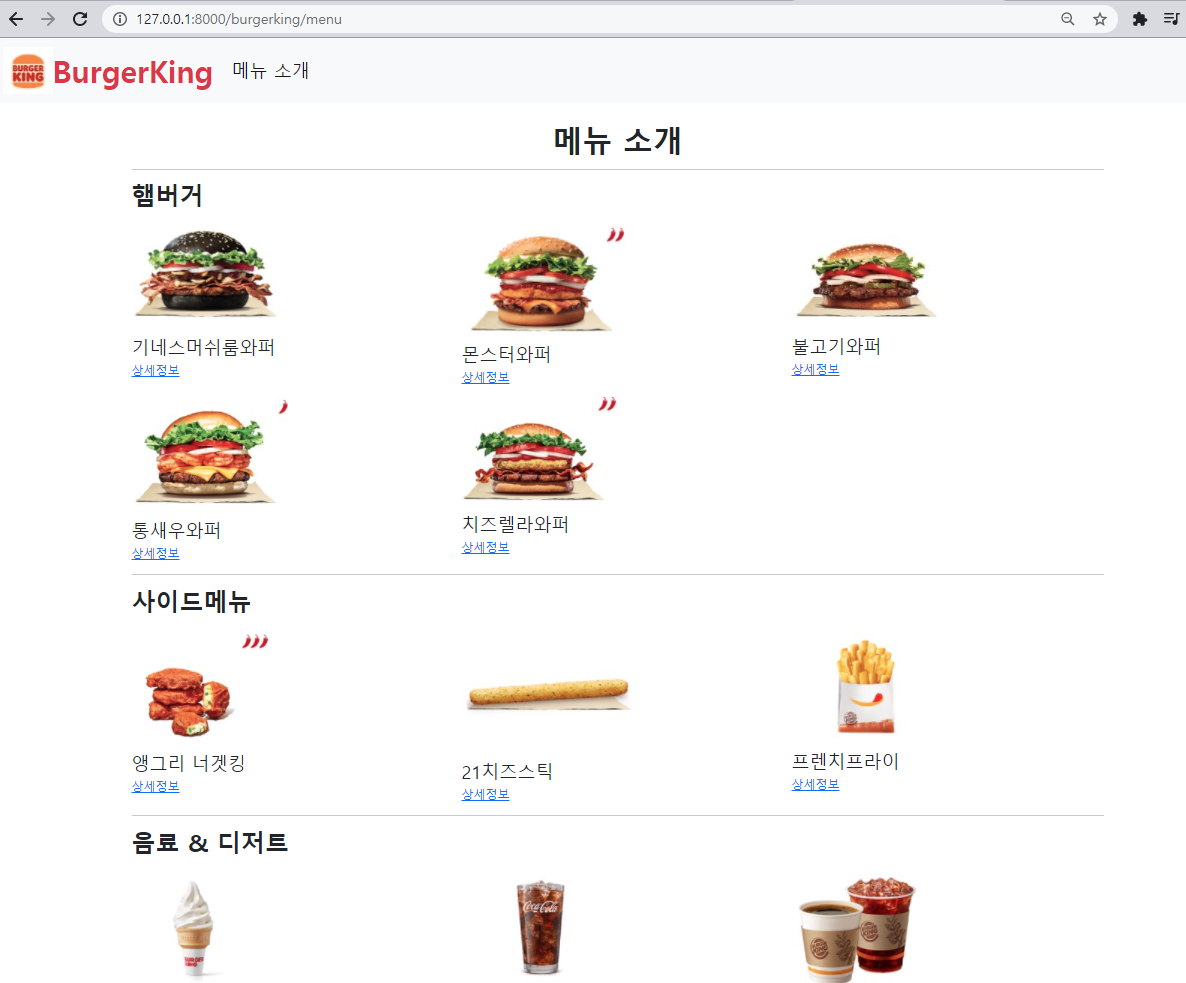 127.0.0.1:8000/burgerking/menu
BURGER
KING
BurgerKing 메뉴 소개
메뉴 소개
햄버거
기네스머쉬룸와퍼
상세정보
몬스터와퍼
상세정보
불고기와퍼
상세정보
통새우와퍼
상세정보
치즈렐라와퍼
상세정보
사이드메뉴
앵그리 너겟킹
상세정보
21치즈스틱
상세정보
프렌치프라이
상세정보
음료 & 디저트
BURGER
KING
Coca-Cola